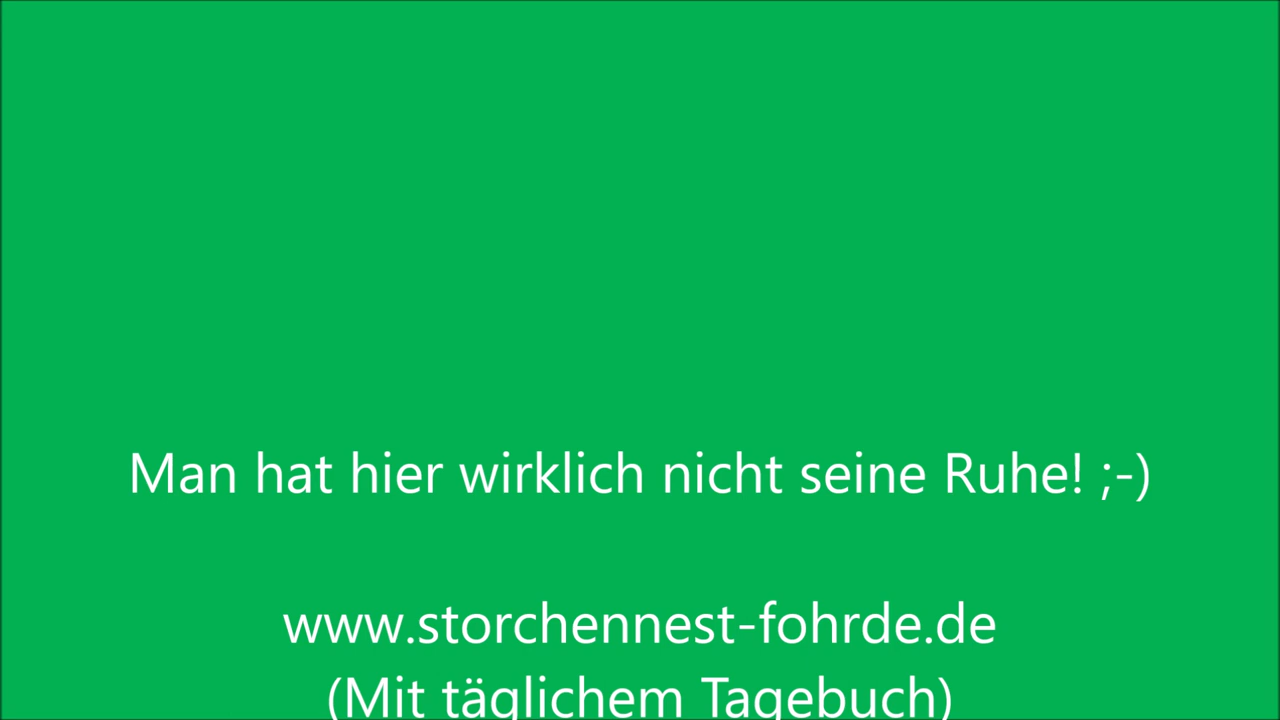 Man hat hier wirklich nicht seine Ruhe! ;-)
www.storchennest-fohrde.de
(Mit täglichem Tagebuch)